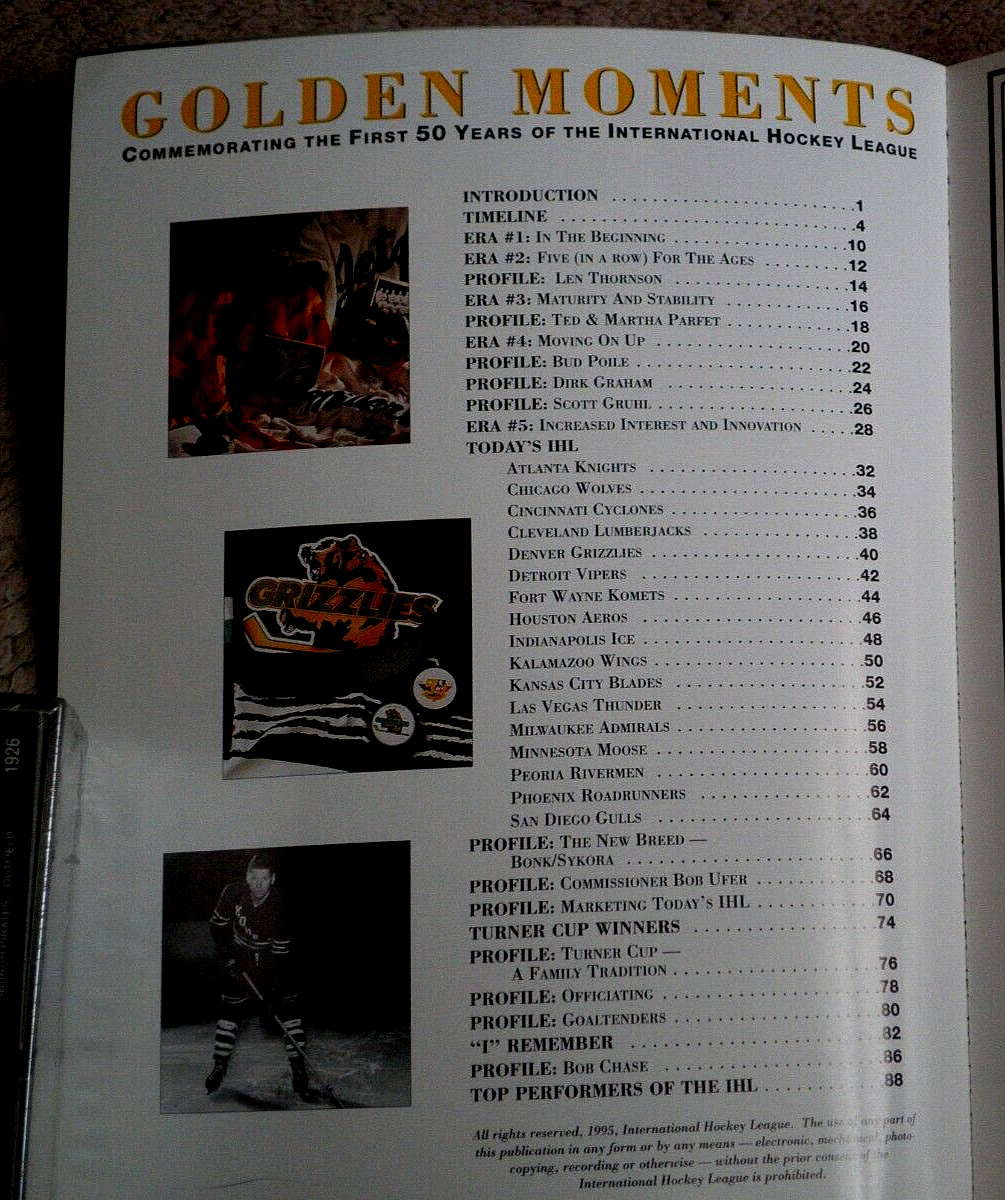 GOLDEN MOMENTS
COMMEMORATING THE FIRST 50 YEARS OF THE INTERNATIONAL HOCKEY LEAGUE
INTRODUCTION . . . . . . . . . . 1
TIMELINE . . . . . . . . . . 4
ERA #1: IN THE BEGINNING . . . . . . . . . . 10
ERA #2: FIVE (IN A ROW) FOR THE AGES . . . . . . . . . . 12
PROFILE: LEN THORNSON . . . . . . . . . . 14
ERA #3: MATURITY AND STABILITY . . . . . . . . . . 16
PROFILE: TED & MARTHA PARFET . . . . . . . . . . 18
ERA #4: MOVING ON UP . . . . . . . . . . 20
PROFILE: BUD POILE . . . . . . . . . . 22
PROFILE: DIRK GRAHAM . . . . . . . . . . 24
PROFILE: SCOTT GRUHL . . . . . . . . . . 26
ERA #5: INCREASED INTEREST AND INNOVATION . . . . . 28
TODAY'S IHL
ATLANTA KNIGHTS . . . . . . . . . . 32
CHICAGO WOLVES . . . . . . . . . . 34
CINCINNATI CYCLONES . . . . . . . . . . 36
CLEVELAND LUMBERJACKS . . . . . . . . . . 38
DENVER GRIZZLIES . . . . . . . . . . 40
DETROIT VIPERS . . . . . . . . . . 42
FORT WAYNE KOMETS . . . . . . . . . . 44
HOUSTON AEROS . . . . . . . . . . 46
INDIANAPOLIS ICE . . . . . . . . . . 48
KALAMAZOO WINGS . . . . . . . . . . 50
KANSAS CITY BLADES . . . . . . . . . . 52
LAS VEGAS THUNDER . . . . . . . . . . 54
MILWAUKEE ADMIRALS . . . . . . . . . . 56
MINNESOTA MOOSE . . . . . . . . . . 58
PEORIA RIVERMEN . . . . . . . . . . 60
PHOENIX ROADRUNNERS . . . . . . . . . . 62
SAN DIEGO GULLS . . . . . . . . . . 64
PROFILE: THE NEW BREED —
BONK/SYKORA . . . . . . . . . . 66
PROFILE: COMMISSIONER BOB UFER . . . . . . . . . . 68
PROFILE: MARKETING TODAY'S IHL . . . . . . . . . . 70
TURNER CUP WINNERS . . . . . . . . . . 74
PROFILE: TURNER CUP —
A FAMILY TRADITION . . . . . . . . . . 76
PROFILE: OFFICIATING . . . . . . . . . . 78
PROFILE: GOALTENDERS . . . . . . . . . . 80
"I" REMEMBER . . . . . . . . . . 82
PROFILE: BOB CHASE . . . . . . . . . . 86
TOP PERFORMERS OF THE IHL . . . . . . . . . . 88
All rights reserved, 1995, International Hockey League. The use of any part of
this publication in any form or by any means — electronic, mechanical, photo-
copying, recording or otherwise — without the prior consent of the
International Hockey League is prohibited.
Jets
GRIZZLIES
1926
OUTFIELD